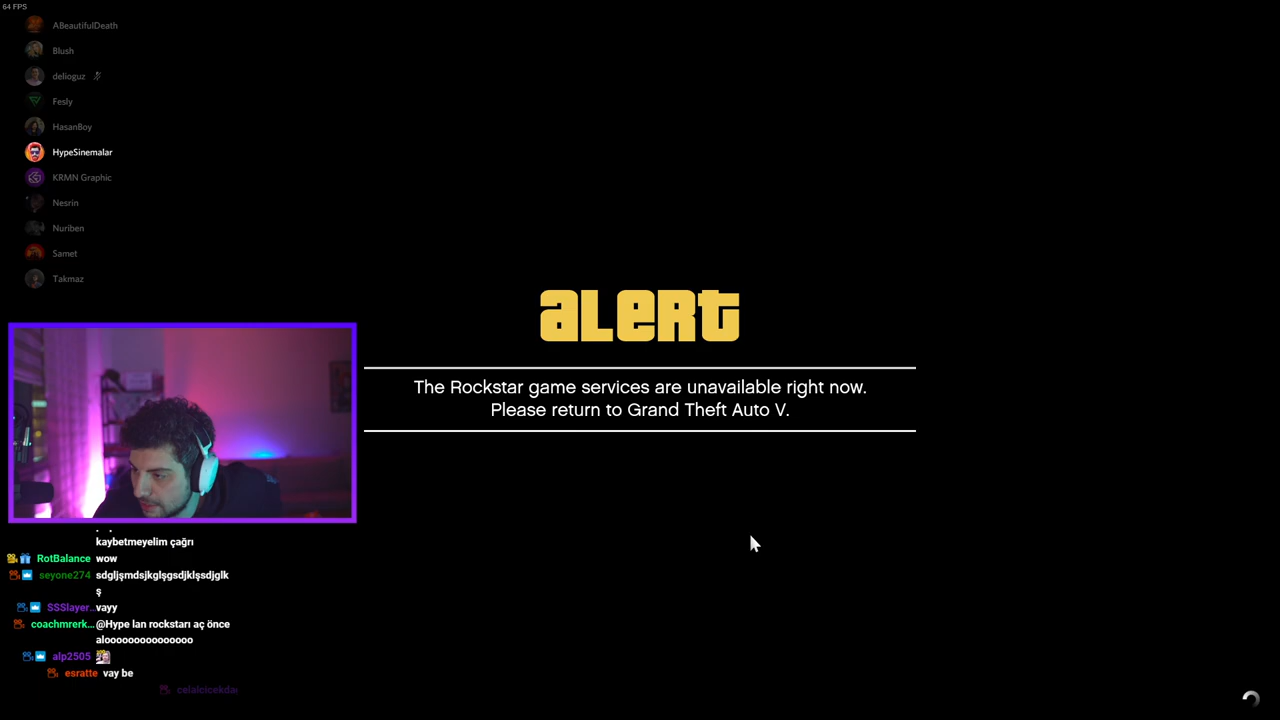 64 FPS
ABeautifulDeath
Blush
delioguz
Fesly
HasanBoy
HypeSinemalar
KRMN Graphic
Nesrin
Nuriben
Samet
Takmaz
aLeRt
The Rockstar game services are unavailable right now.
Please return to Grand Theft Auto V.
kaybetmeyelim çağrı
RotBalance wow
seyone274 sdgljşmdsjkglşgsdjklşsdjglk
ş
SSSlayer... vayy
coachmrerk... @Hype lan rockstarı aç önce
alooooooooooooooo
alp2505
esratte vay be